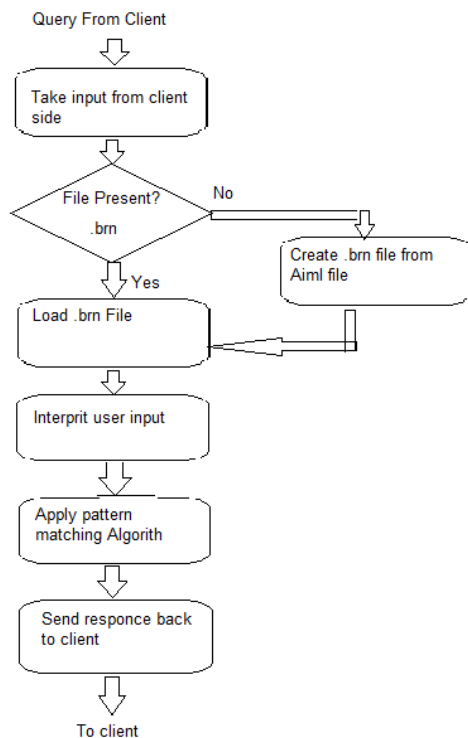 Query From Client
Take input from client
side
File Present?
.brn
No
Create .brn file from
Aiml file
Yes
Load .brn File
Interprit user input
Apply pattern
matching Algorith
Send responce back
to client
To client